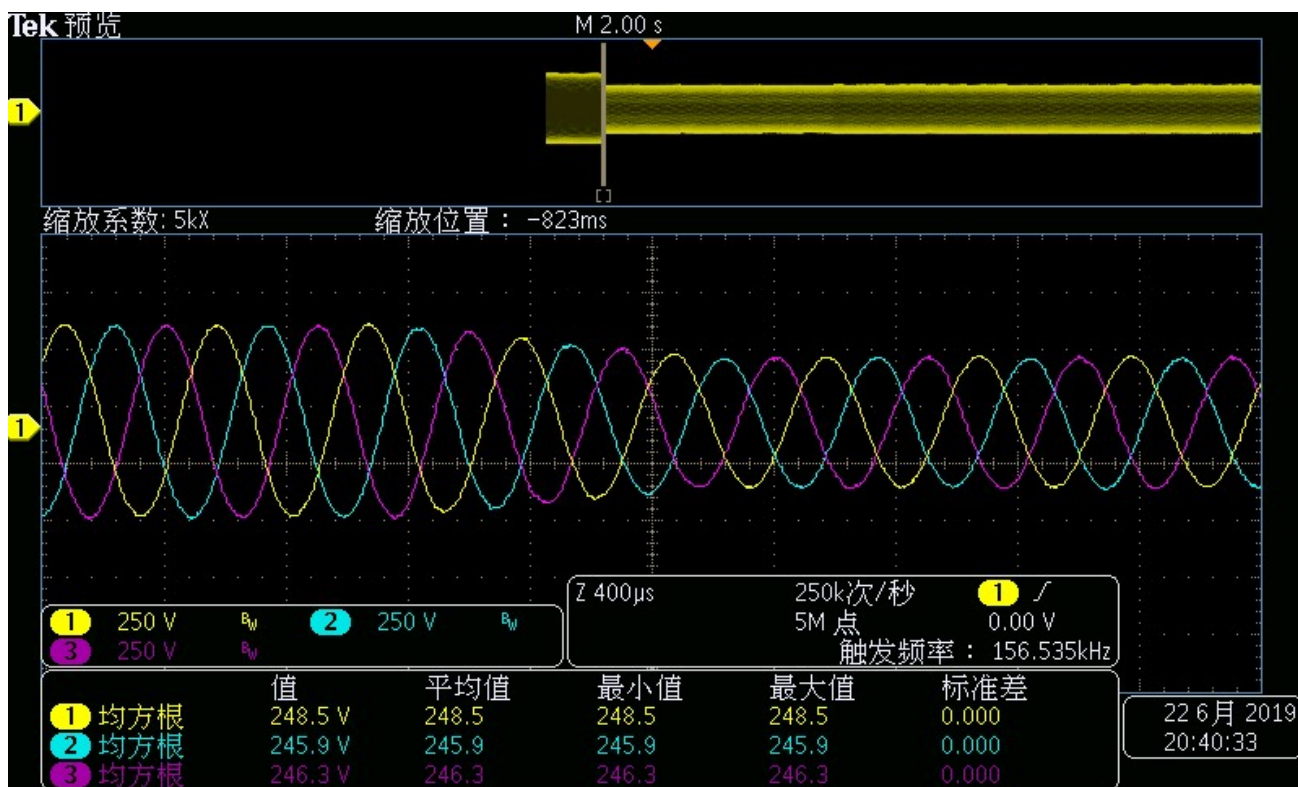 Tek 预览 M 2.00 s
1
缩放系数: 5kX 缩放位置： -823ms
1
Z 400µs 250k次/秒 1
1 250 V Bw 2 250 V Bw 5M 点 0.00 V
3 250 V Bw 触发频率： 156.535kHz
值 平均值 最小值 最大值 标准差
1 均方根 248.5 V 248.5 248.5 248.5 0.000 22 6月 2019
2 均方根 245.9 V 245.9 245.9 245.9 0.000 20:40:33
3 均方根 246.3 V 246.3 246.3 246.3 0.000